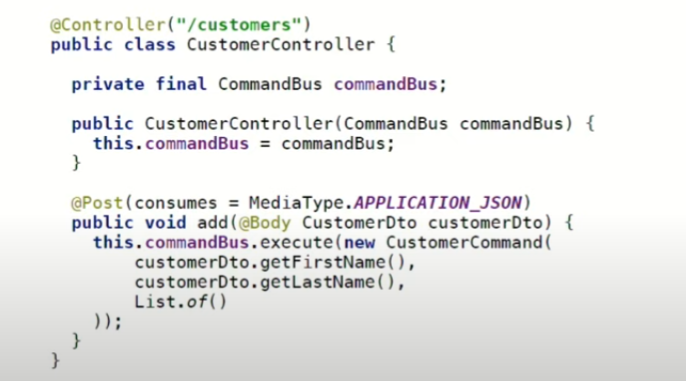 @Controller("/customers")
public class CustomerController {
private final CommandBus commandBus;
public CustomerController(CommandBus commandBus) {
this.commandBus = commandBus;
}
@Post(consumes = MediaType.APPLICATION_JSON)
public void add(@Body CustomerDto customerDto) {
this.commandBus.execute(new CustomerCommand(
customerDto.getFirstName(),
customerDto.getLastName(),
List.of()
));
}
}